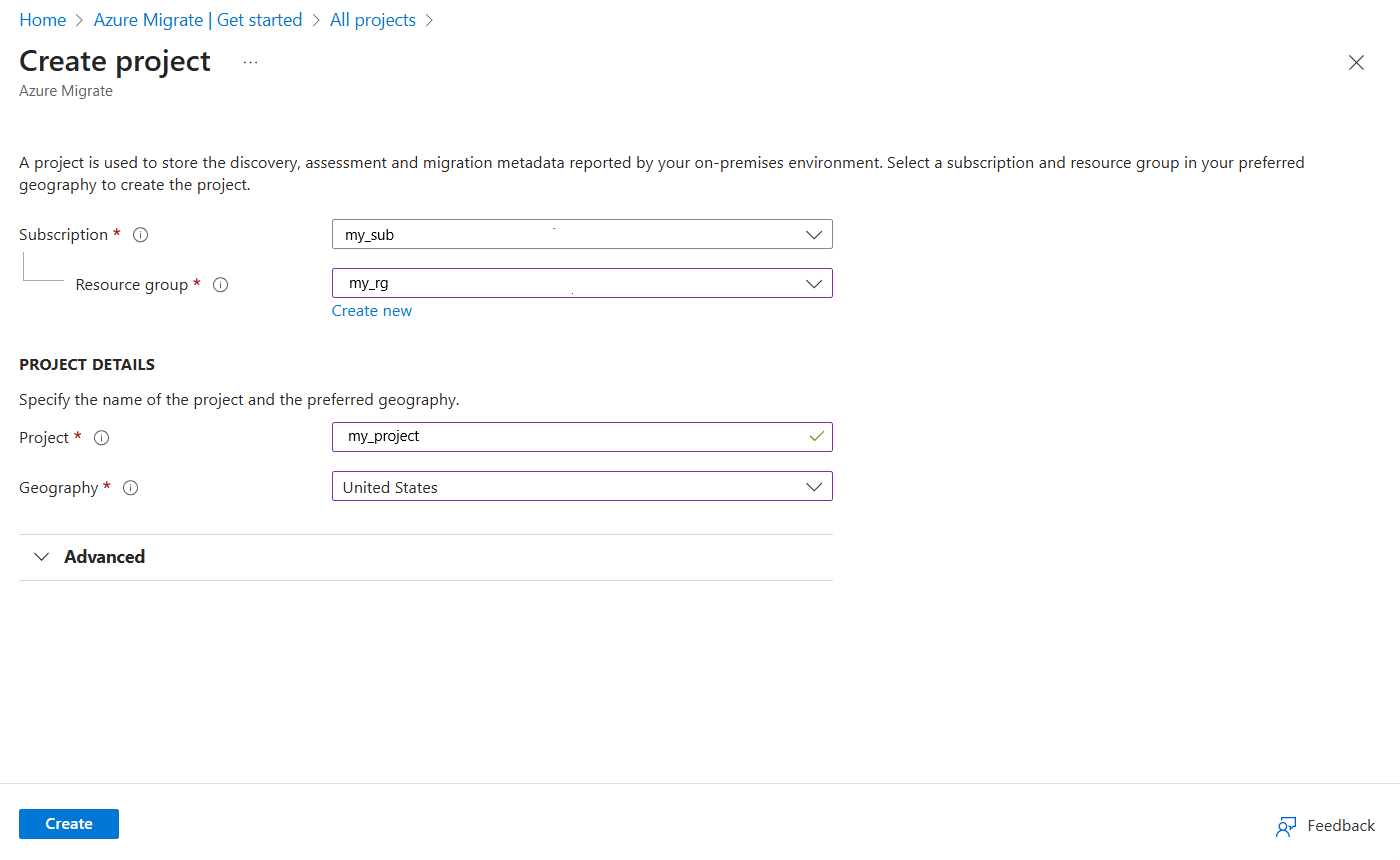 Home > Azure Migrate | Get started > All projects >
Create project ...
Azure Migrate
A project is used to store the discovery, assessment and migration metadata reported by your on-premises environment. Select a subscription and resource group in your preferred
geography to create the project.
Subscription * my_sub
Resource group * my_rg
Create new
PROJECT DETAILS
Specify the name of the project and the preferred geography.
Project * my_project
Geography * United States
Advanced
Create
Feedback